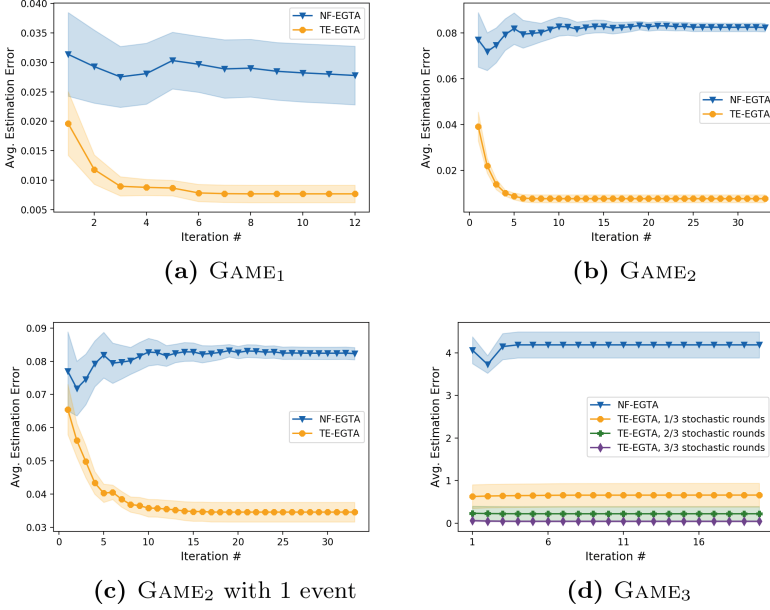 0.040
0.035
0.030
0.025
0.020
0.015
0.010
0.005
Avg. Estimation Error
NF-EGTA
TE-EGTA
2 4 6 8 10 12
Iteration #
(a) GAME1
0.08
0.06
0.04
0.02
Avg. Estimation Error
NF-EGTA
TE-EGTA
0 5 10 15 20 25 30
Iteration #
(b) GAME2
0.09
0.08
0.07
0.06
0.05
0.04
0.03
Avg. Estimation Error
NF-EGTA
TE-EGTA
0 5 10 15 20 25 30
Iteration #
(c) GAME2 with 1 event
4
3
2
1
0
Avg. Estimation Error
NF-EGTA
TE-EGTA, 1/3 stochastic rounds
TE-EGTA, 2/3 stochastic rounds
TE-EGTA, 3/3 stochastic rounds
1 6 11 16
Iteration #
(d) GAME3